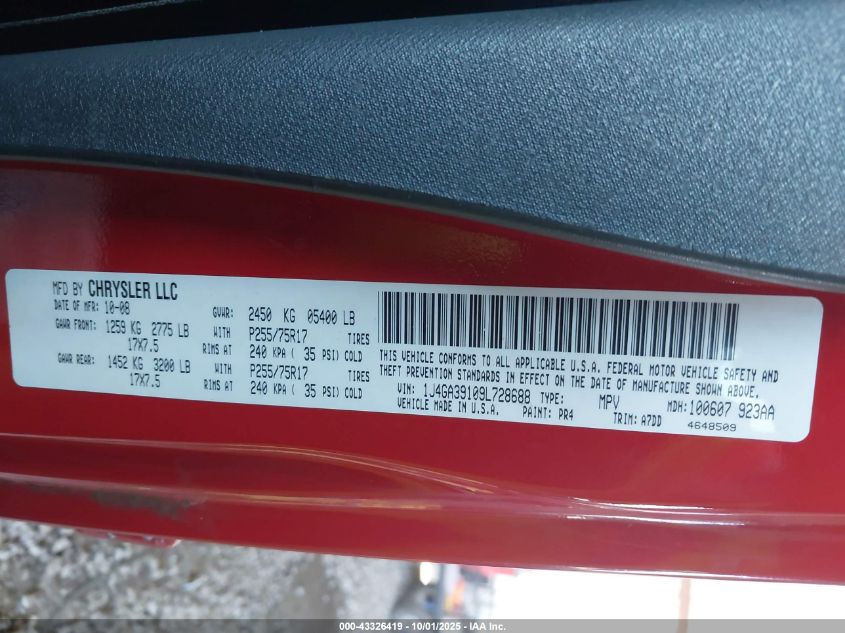 MFD BY CHRYSLER LLC
DATE OF MFR: 10-08 GVWR: 2450 KG 05400 LB
GAWR FRONT: 1259 KG 2775 LB WITH P255/75R17 TIRES
17X7.5 RIMS AT 240 KPA ( 35 PSI) COLD
GAWR REAR: 1452 KG 3200 LB WITH P255/75R17 TIRES
17X7.5 RIMS AT 240 KPA ( 35 PSI) COLD
THIS VEHICLE CONFORMS TO ALL APPLICABLE U.S.A. FEDERAL MOTOR VEHICLE SAFETY AND
THEFT PREVENTION STANDARDS IN EFFECT ON THE DATE OF MANUFACTURE SHOWN ABOVE.
VIN: 1J4GA39109L728688 TYPE: MPV MDH: 100607 923AA
VEHICLE MADE IN U.S.A. PAINT: PR4 TRIM: A7DD 4648509
000-43326419 - 10/01/2025 - © IAA Inc.